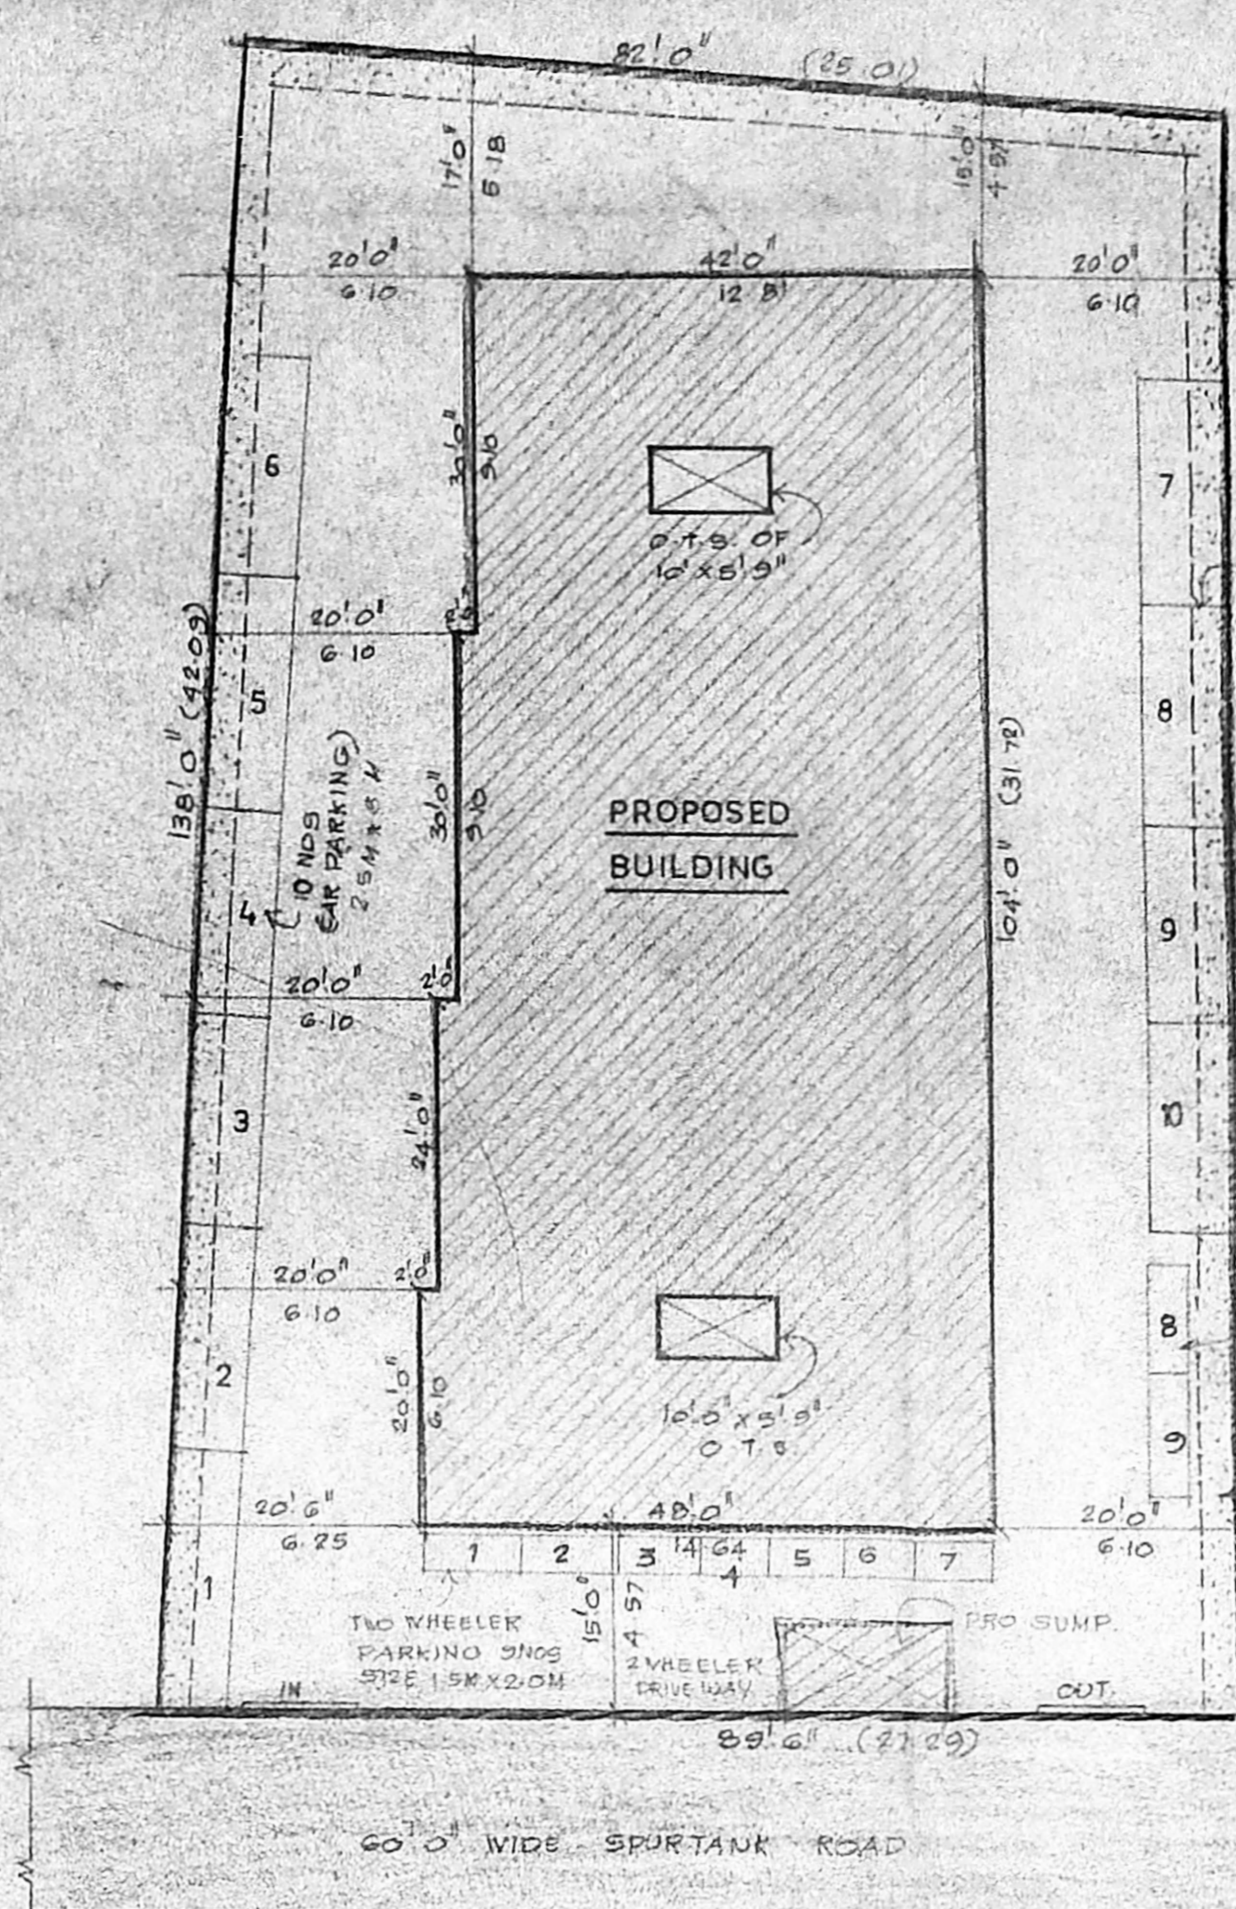 82'0" (25.01)
17'0"
5.18
15'0"
4.57
20'0"
6.10
42'0"
12.81
20'0"
6.10
6
30'0"
9.10
O.T.S. OF
10' X 5'9"
7
20'0"
6.10
138'0" (42.09)
5
8
10 NOS
CAR PARKING)
2.5M X 5 M
30'0"
9.10
PROPOSED
BUILDING
104'0" (31.72)
4
9
20'0"
6.10
2'0"
3
24'0"
10
20'0"
6.10
2'0"
8
2
20'0"
6.10
10'0" X 5'9"
O T S
9
20'6"
6.25
48'0"
14.64
20'0"
6.10
1
1 2 3 4 5 6 7
15'0"
4.57
TWO WHEELER
PARKING 9NOS
SIZE 1.5M X 2.0M
2 WHEELER
DRIVE WAY
PRO SUMP.
IN
OUT
89'6" (27.29)
60'0" WIDE SPURTANK ROAD